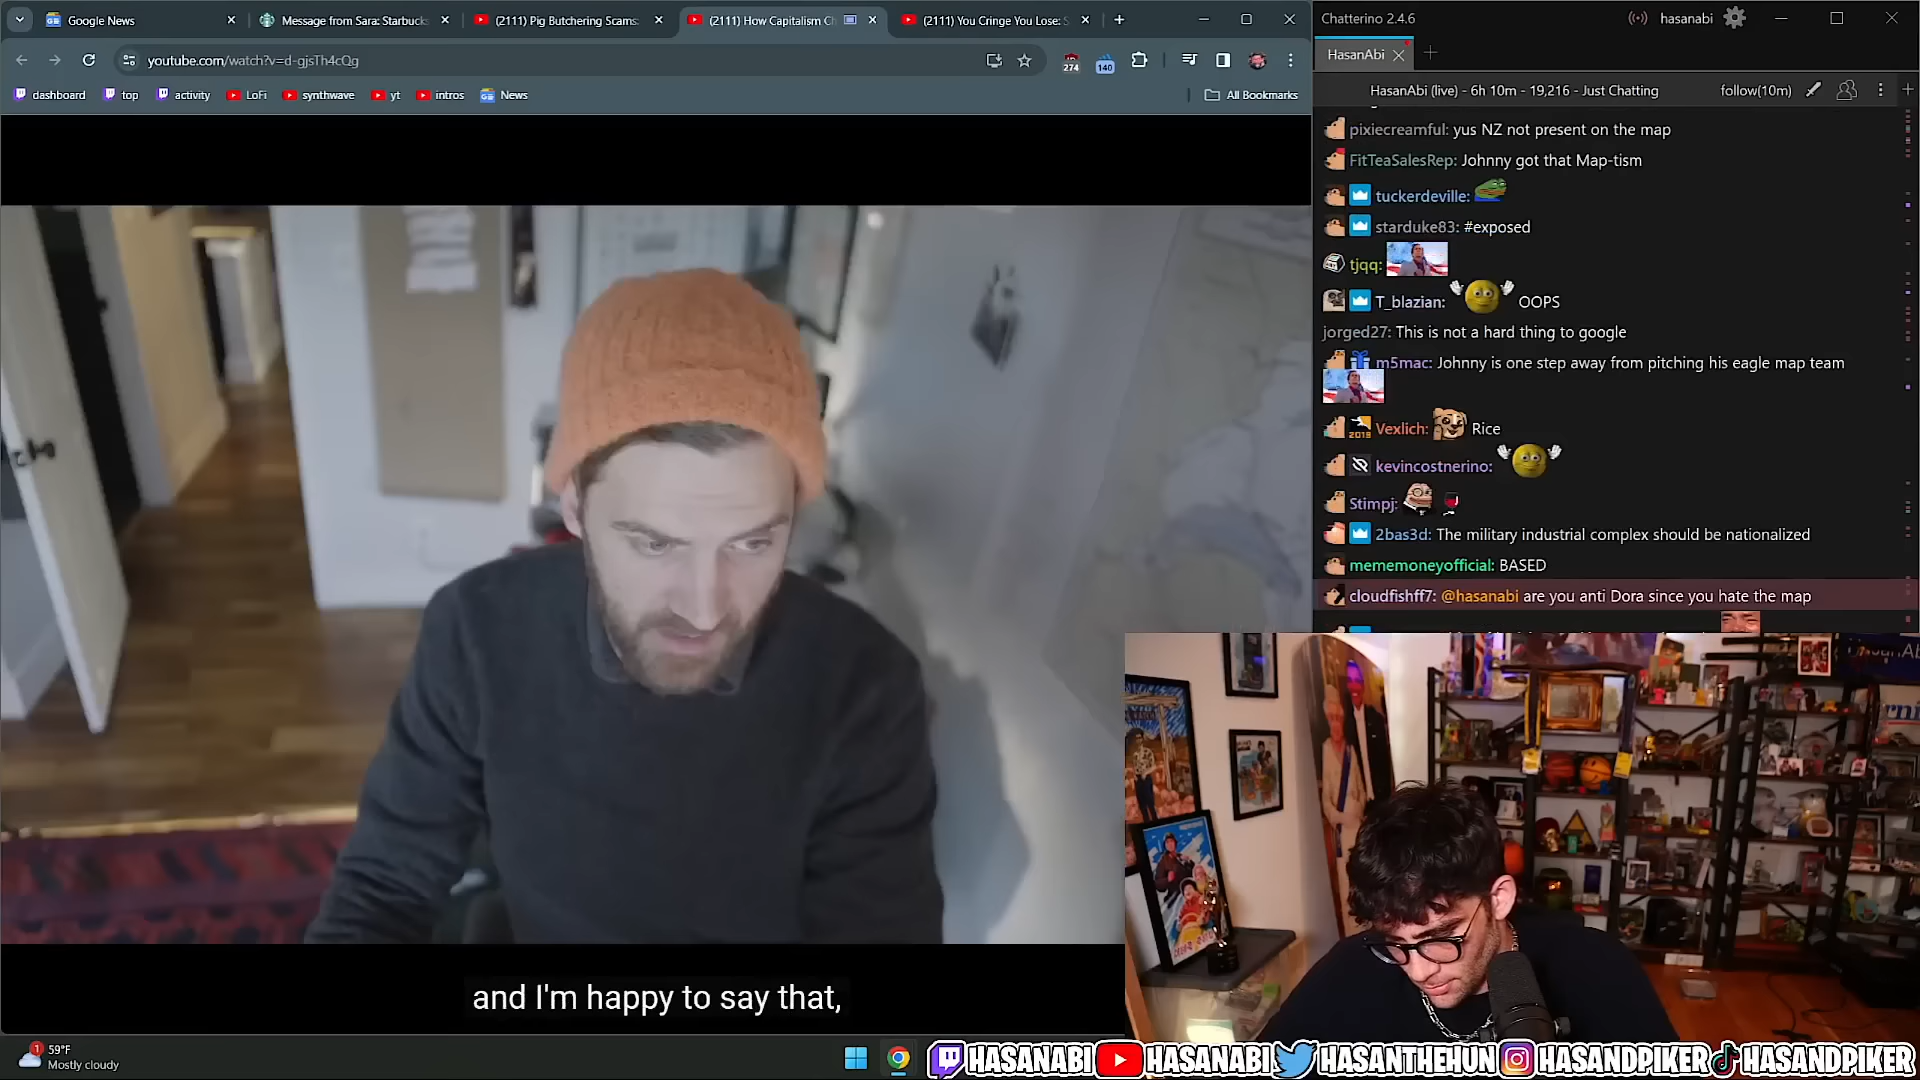 Google News
Message from Sara: Starbucks
(2111) Pig Butchering Scams:
(2111) How Capitalism Ch
(2111) You Cringe You Lose: S
youtube.com/watch?v=d-gjsTh4cQg
274
140
dashboard
top
activity
LoFi
synthwave
yt
intros
News
All Bookmarks
Chatterino 2.4.6
hasanabi
HasanAbi
HasanAbi (live) - 6h 10m - 19,216 - Just Chatting
follow(10m)
pixiecreamful: yus NZ not present on the map
FitTeaSalesRep: Johnny got that Map-tism
tuckerdeville:
starduke83: #exposed
tjqq:
T_blazian: OOPS
jorged27: This is not a hard thing to google
m5mac: Johnny is one step away from pitching his eagle map team
2019 Vexlich: Rice
kevincostnerino:
Stimpj:
2bas3d: The military industrial complex should be nationalized
mememoneyofficial: BASED
cloudfishff7: @hasanabi are you anti Dora since you hate the map
and I'm happy to say that,
1
59°F
Mostly cloudy
HASANABI HASANABI HASANTHEHUN HASANDPIKER HASANDPIKER